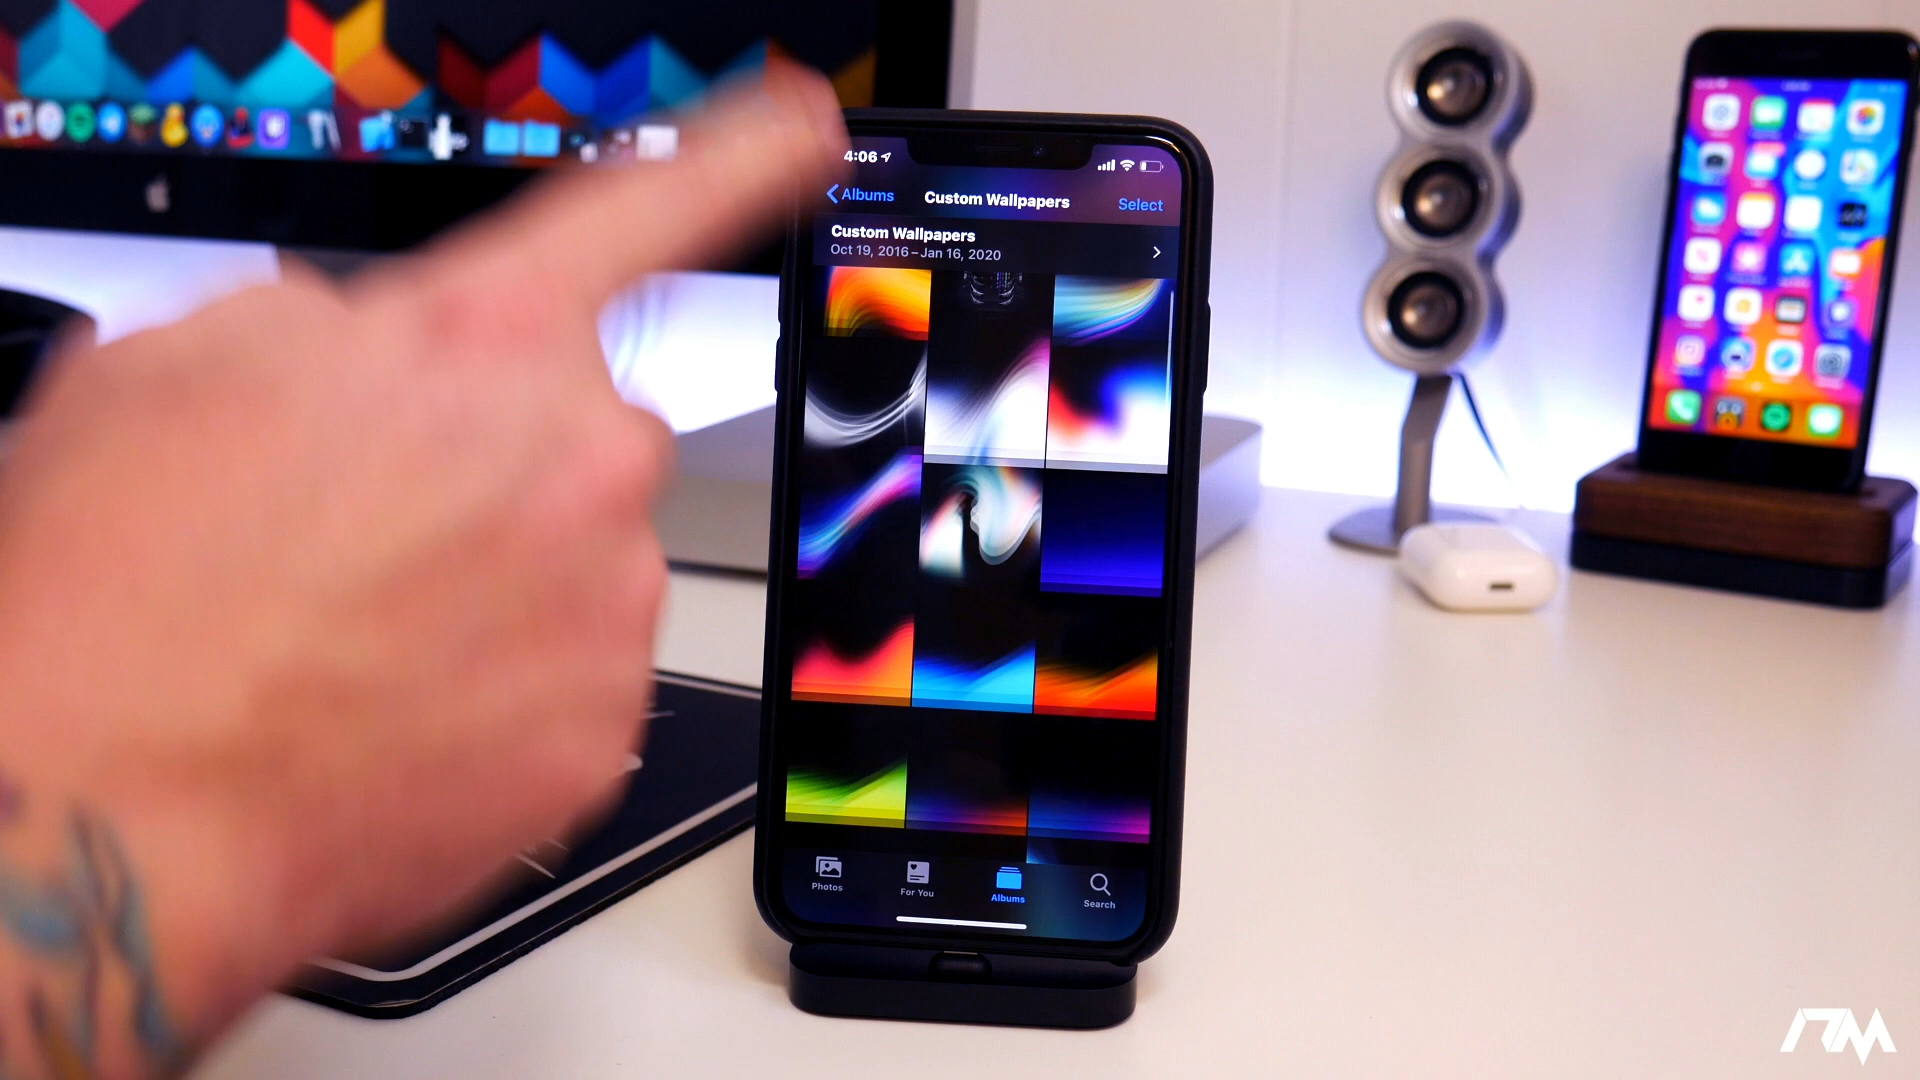 4:06
Albums
Custom Wallpapers
Select
Custom Wallpapers
Oct 19, 2016 – Jan 16, 2020
Photos
For You
Albums
Search